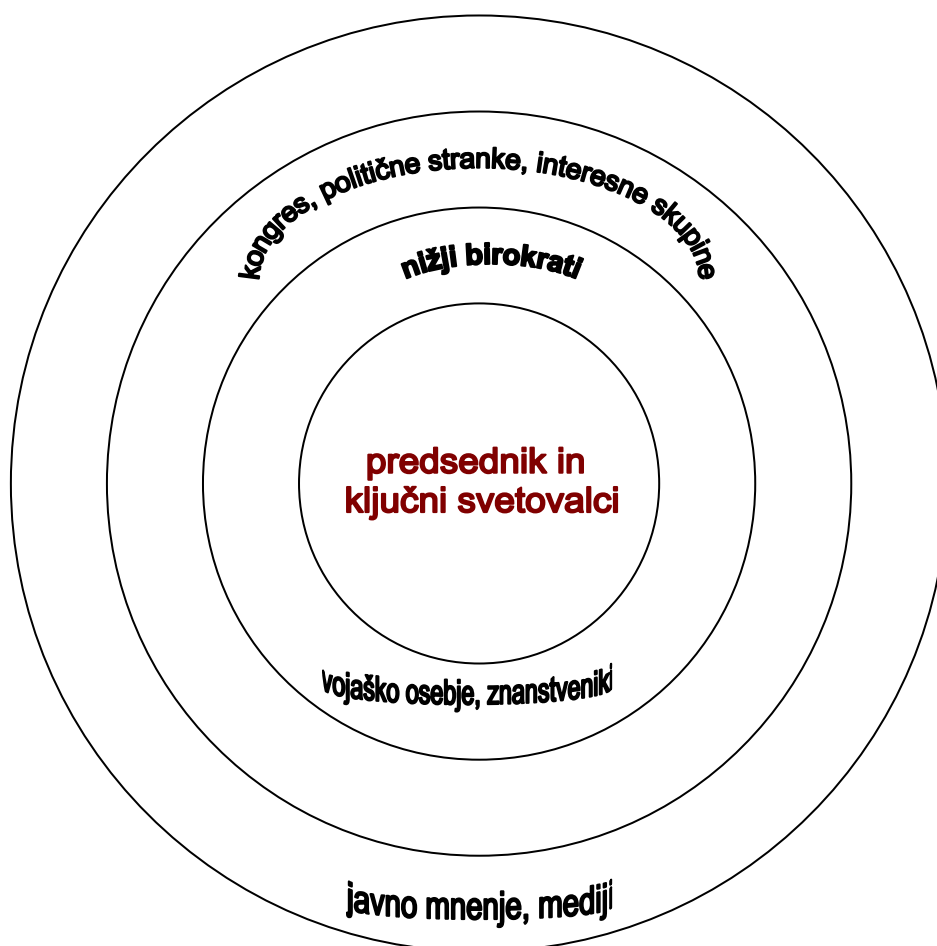 kongres, politične stranke, interesne skupine
nižji birokrati
predsednik in
ključni svetovalci
vojaško osebje, znanstveniki
javno mnenje, mediji